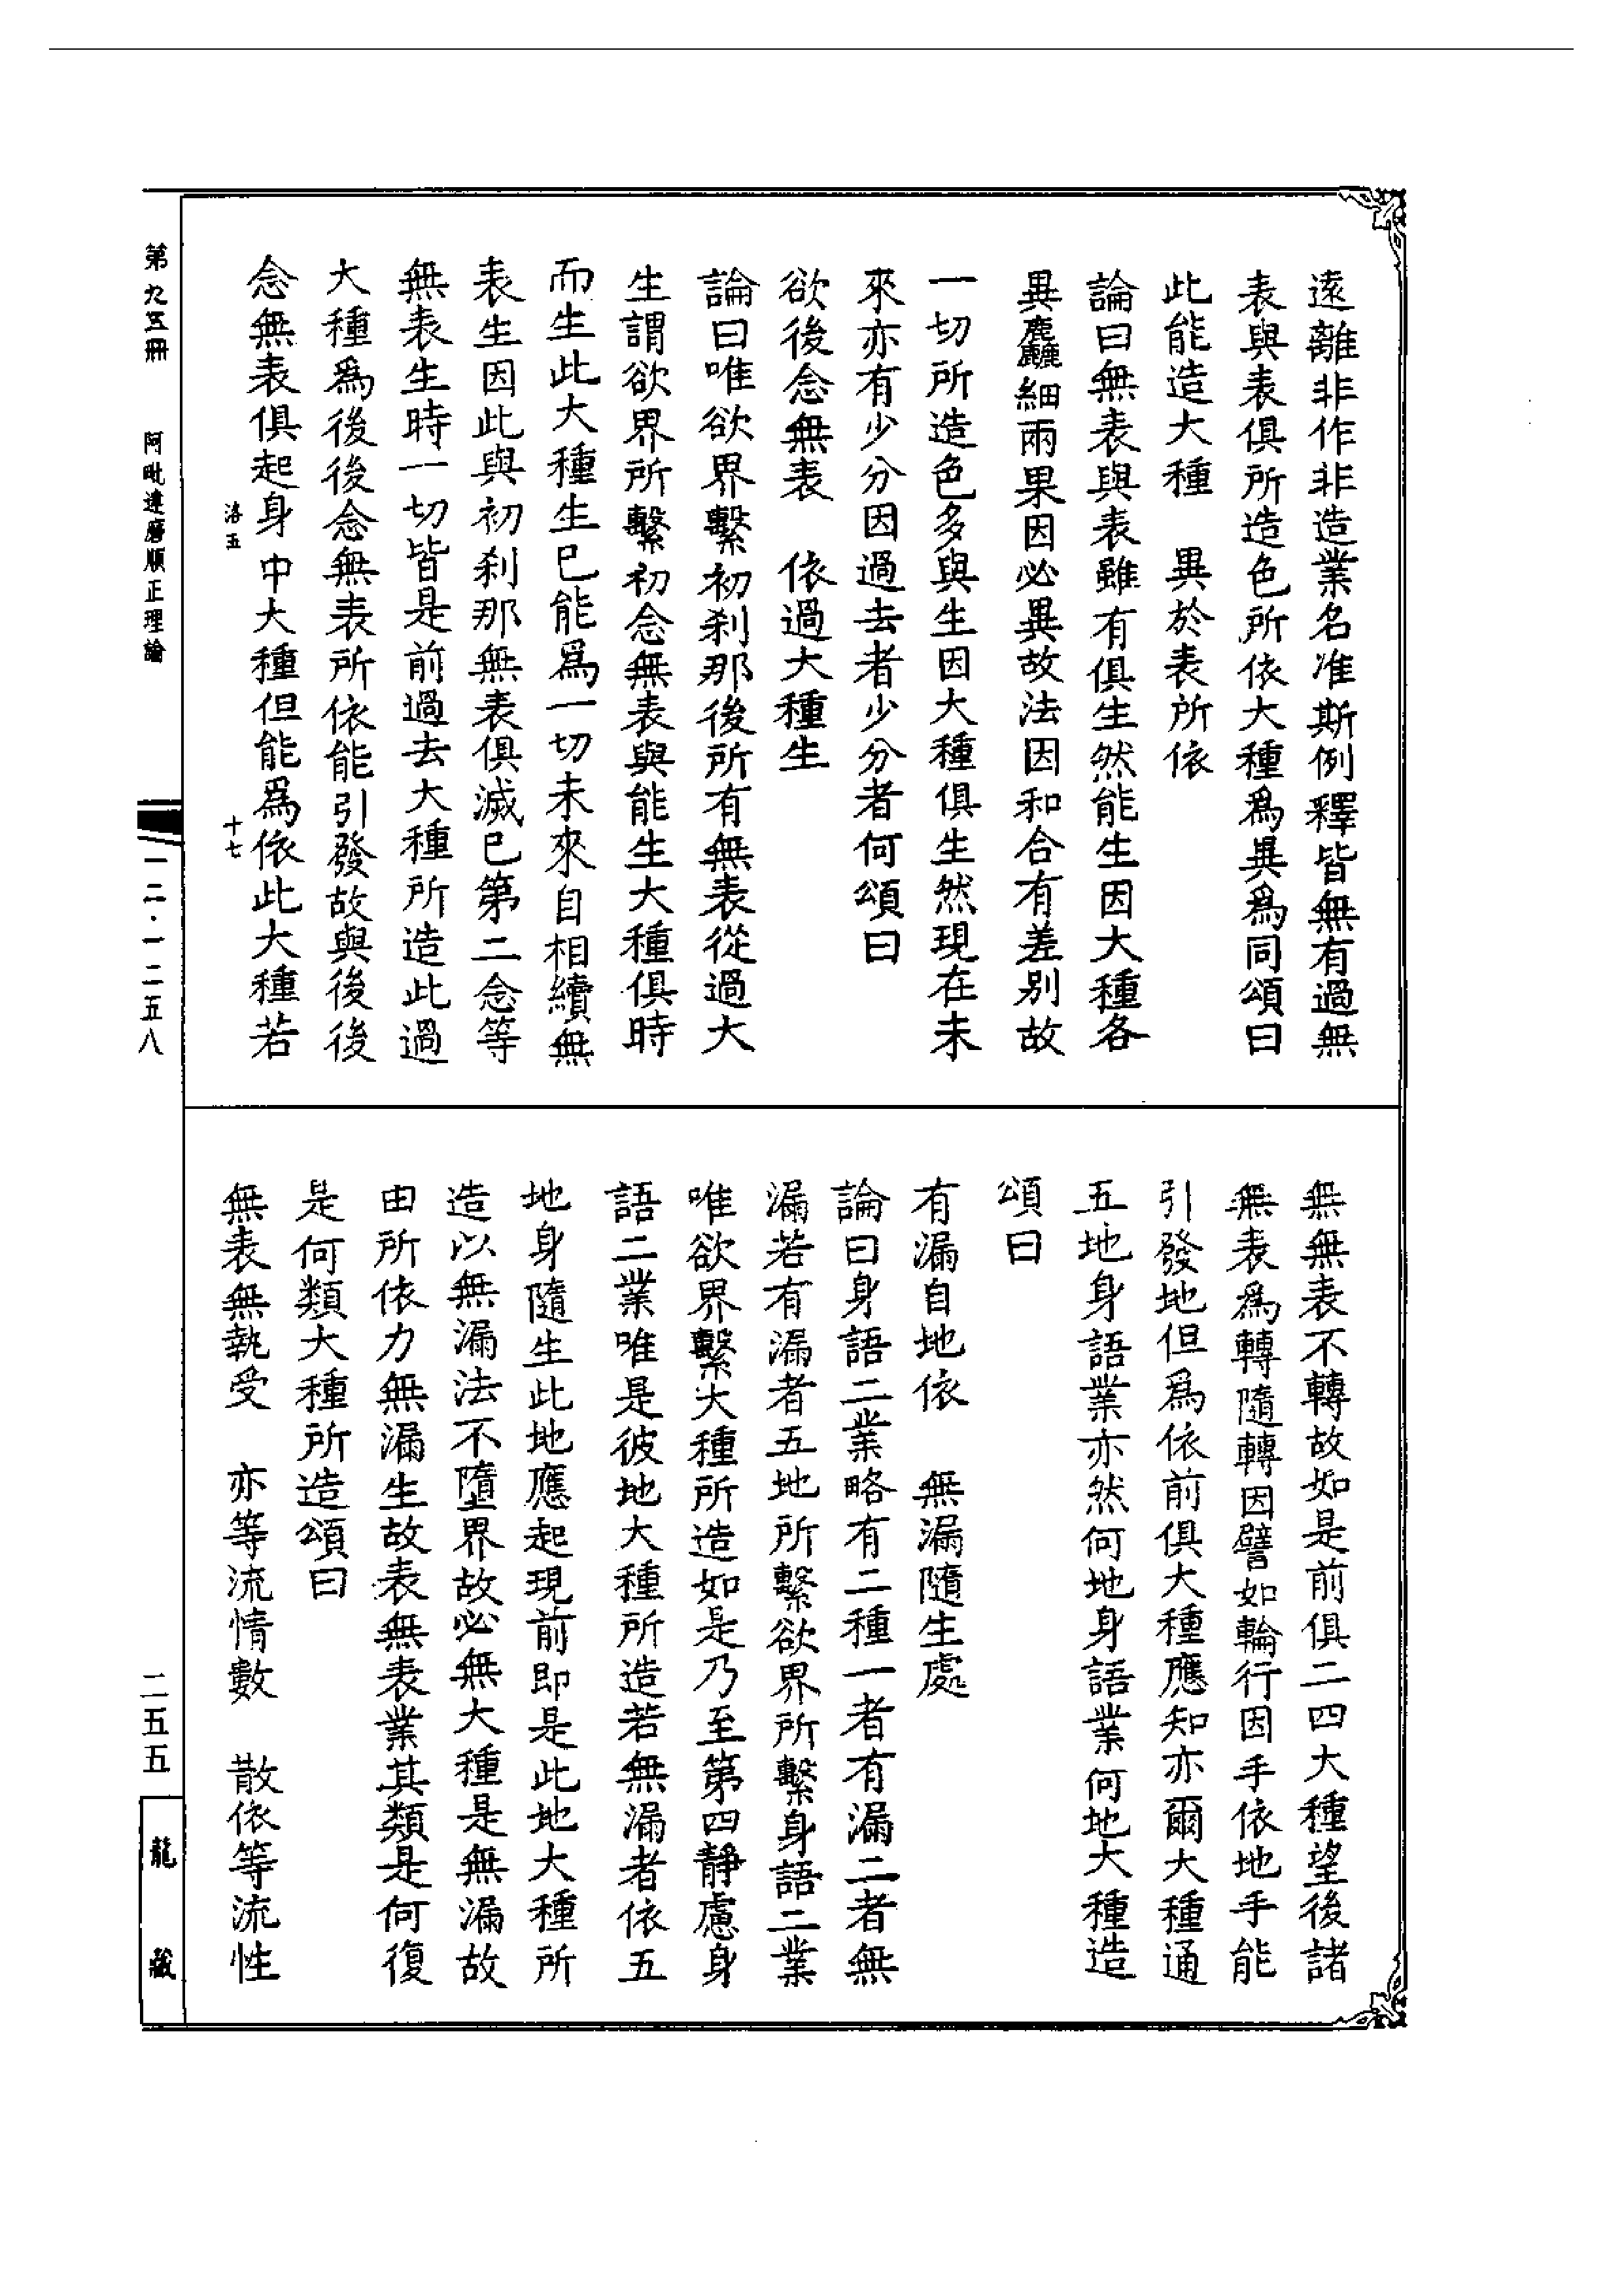 遠離非作非造業名准斯例釋皆無有過無
表與表俱所造色所依大種為異為同頌曰
此能造大種　異於表所依
論曰無表與表雖有俱生然能生因大種各
異麤細兩果因必異故法因和合有差別故
一切所造色多與生因大種俱生然現在未
來亦有少分因過去者少分者何頌曰
欲後念無表　依過大種生
論曰唯欲界繫初刹那後所有無表從過大
生謂欲界所繫初念無表與能生大種俱時
而生此大種生已能為一切未來自相續無
表生因此與初刹那無表俱滅已第二念等
無表生時一切皆是前過去大種所造此過
大種為後後念無表所依能引發故與後後
念無表俱起身中大種但能為依此大種若
洛五　十七
無無表不轉故如是前俱二四大種望後諸
無表為轉隨轉因譬如輪行因手依地手能
引發地但為依前俱大種應知亦爾大種通
五地身語業亦然何地身語業何地大種造
頌曰
有漏自地依　無漏隨生處
論曰身語二業略有二種一者有漏二者無
漏若有漏者五地所繫欲界所繫身語二業
唯欲界繫大種所造如是乃至第四靜慮身
語二業唯是彼地大種所造若無漏者依五
地身隨生此地應起現前即是此地大種所
造以無漏法不墮界故必無大種是無漏故
由所依力無漏生故表無表業其類是何復
是何類大種所造頌曰
無表無執受　亦等流情數　散依等流性
第九五冊　阿毗達磨順正理論　一二·一二五八　二五五　龍藏